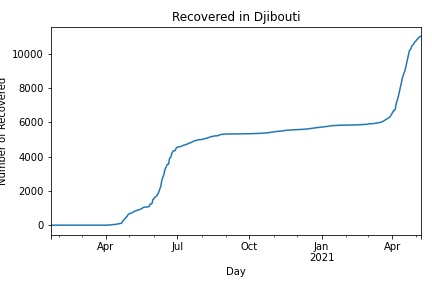 Recovered in Djibouti
Number of Recovered
10000
8000
6000
4000
2000
0
Apr
Jul
Oct
Jan
2021
Apr
Day